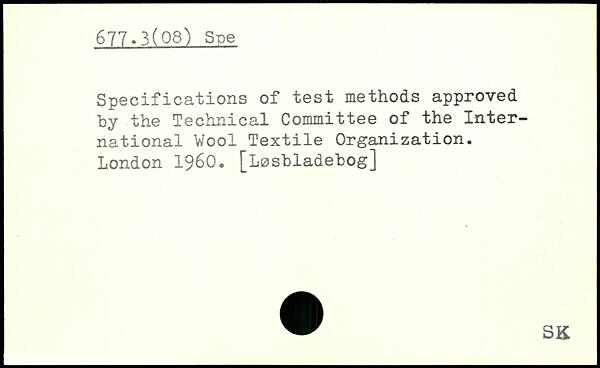 677.3(08) Spe
Specifications of test methods approved
by the Technical Committee of the Inter-
national Wool Textile Organization.
London 1960. [Løsbladebog]
SK